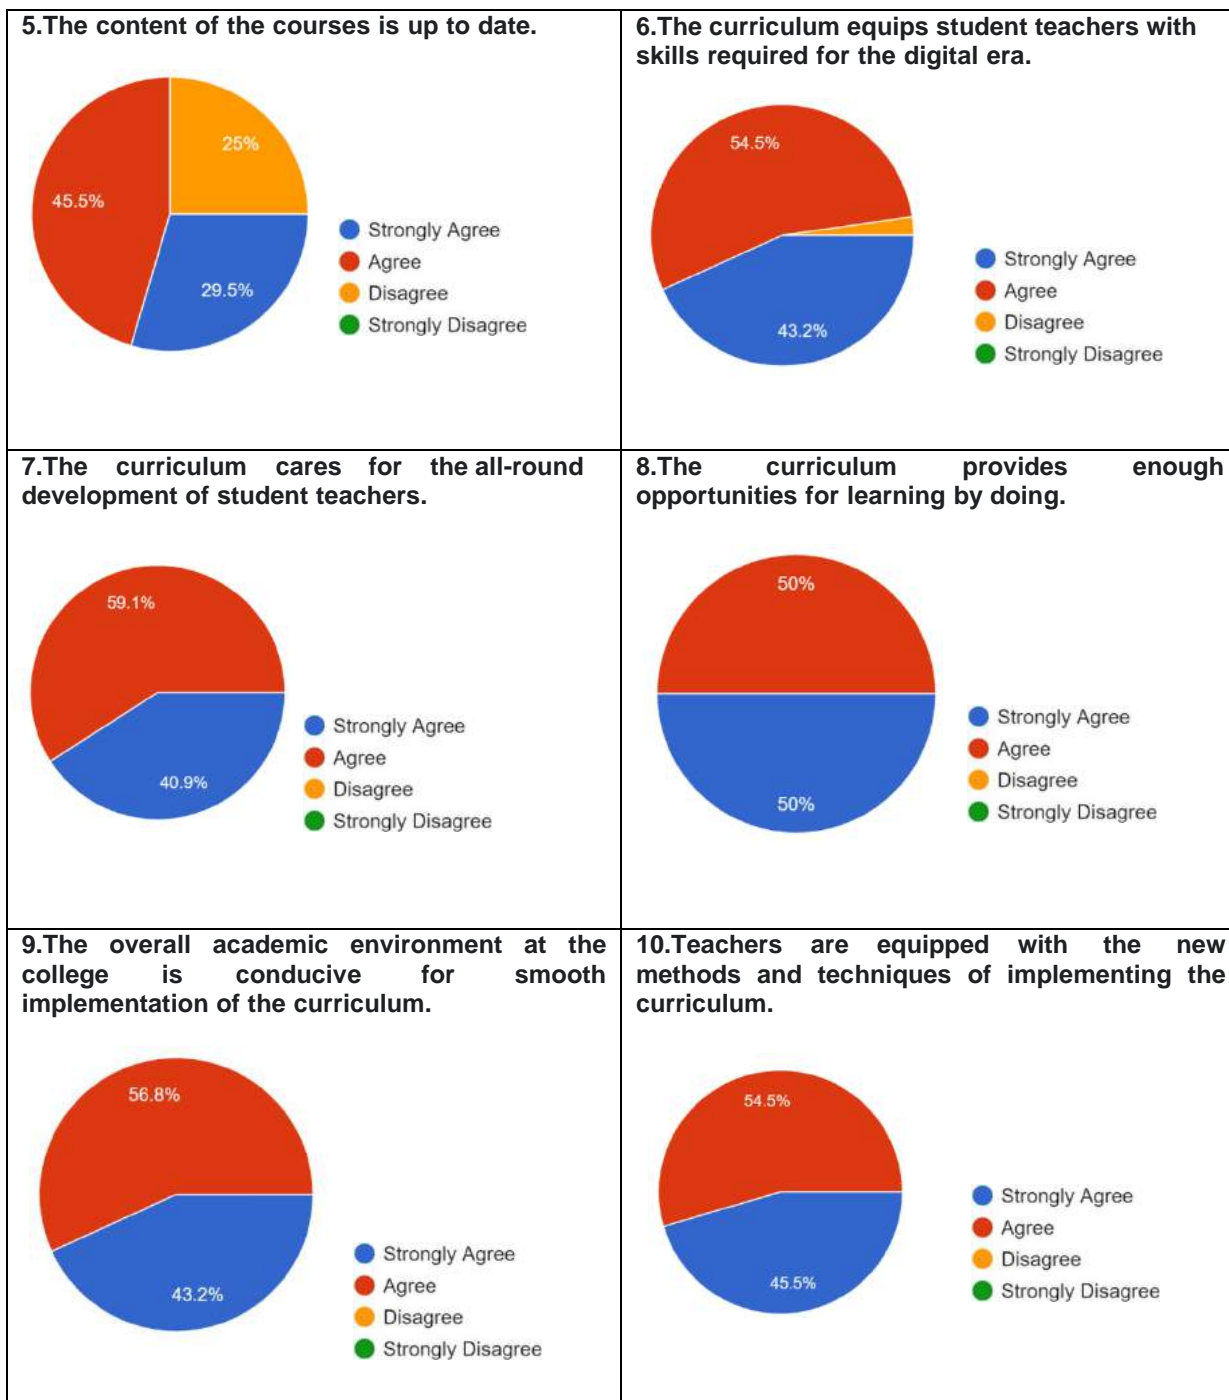 5.The content of the courses is up to date.
25%
45.5%
29.5%
Strongly Agree
Agree
Disagree
Strongly Disagree
6.The curriculum equips student teachers with
skills required for the digital era.
54.5%
43.2%
Strongly Agree
Agree
Disagree
Strongly Disagree
7.The curriculum cares for the all-round
development of student teachers.
59.1%
40.9%
Strongly Agree
Agree
Disagree
Strongly Disagree
8.The curriculum provides enough
opportunities for learning by doing.
50%
50%
Strongly Agree
Agree
Disagree
Strongly Disagree
9.The overall academic environment at the
college is conducive for smooth
implementation of the curriculum.
56.8%
43.2%
Strongly Agree
Agree
Disagree
Strongly Disagree
10.Teachers are equipped with the new
methods and techniques of implementing the
curriculum.
54.5%
45.5%
Strongly Agree
Agree
Disagree
Strongly Disagree